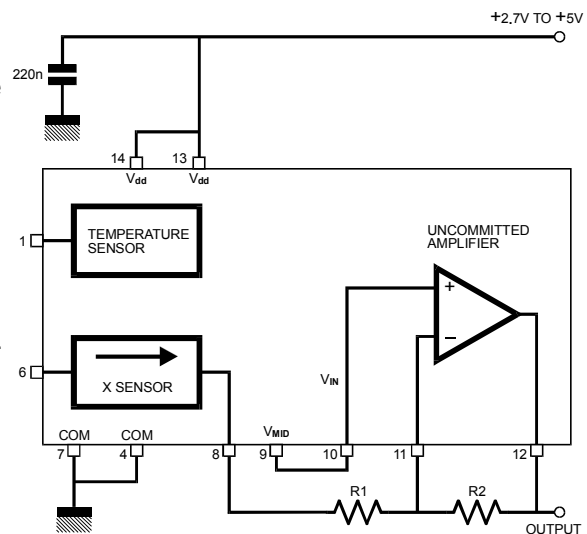 +2.7V TO +5V
220n
14
13
Vdd
Vdd
1
TEMPERATURE
SENSOR
UNCOMMITTED
AMPLIFIER
+
−
6
X SENSOR
VIN
COM
COM
VMID
7
4
8
9
10
11
12
R1
R2
OUTPUT